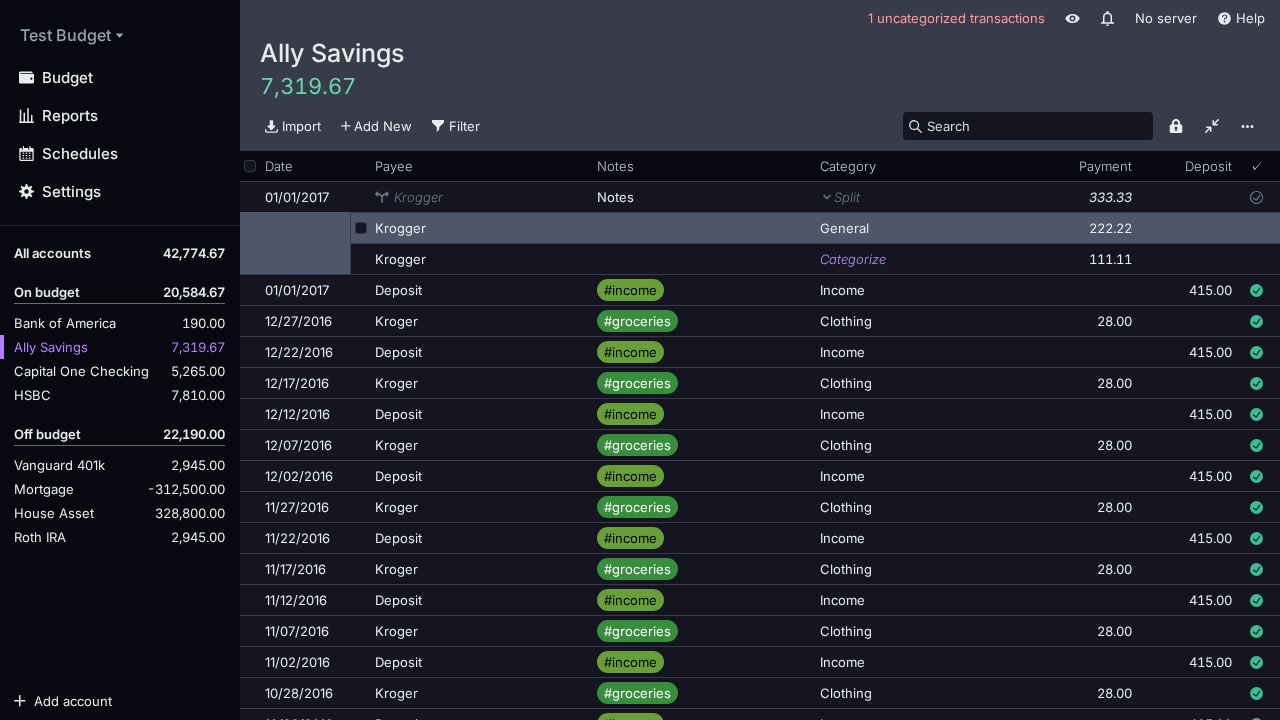 Test Budget
Budget
Reports
Schedules
Settings
All accounts 42,774.67
On budget 20,584.67
Bank of America 190.00
Ally Savings 7,319.67
Capital One Checking 5,265.00
HSBC 7,810.00
Off budget 22,190.00
Vanguard 401k 2,945.00
Mortgage -312,500.00
House Asset 328,800.00
Roth IRA 2,945.00
Add account
1 uncategorized transactions No server Help
Ally Savings
7,319.67
Import Add New Filter Search
Date Payee Notes Category Payment Deposit ✓
01/01/2017 Krogger Notes Split 333.33
Krogger General 222.22
Krogger Categorize 111.11
01/01/2017 Deposit #income Income 415.00
12/27/2016 Kroger #groceries Clothing 28.00
12/22/2016 Deposit #income Income 415.00
12/17/2016 Kroger #groceries Clothing 28.00
12/12/2016 Deposit #income Income 415.00
12/07/2016 Kroger #groceries Clothing 28.00
12/02/2016 Deposit #income Income 415.00
11/27/2016 Kroger #groceries Clothing 28.00
11/22/2016 Deposit #income Income 415.00
11/17/2016 Kroger #groceries Clothing 28.00
11/12/2016 Deposit #income Income 415.00
11/07/2016 Kroger #groceries Clothing 28.00
11/02/2016 Deposit #income Income 415.00
10/28/2016 Kroger #groceries Clothing 28.00